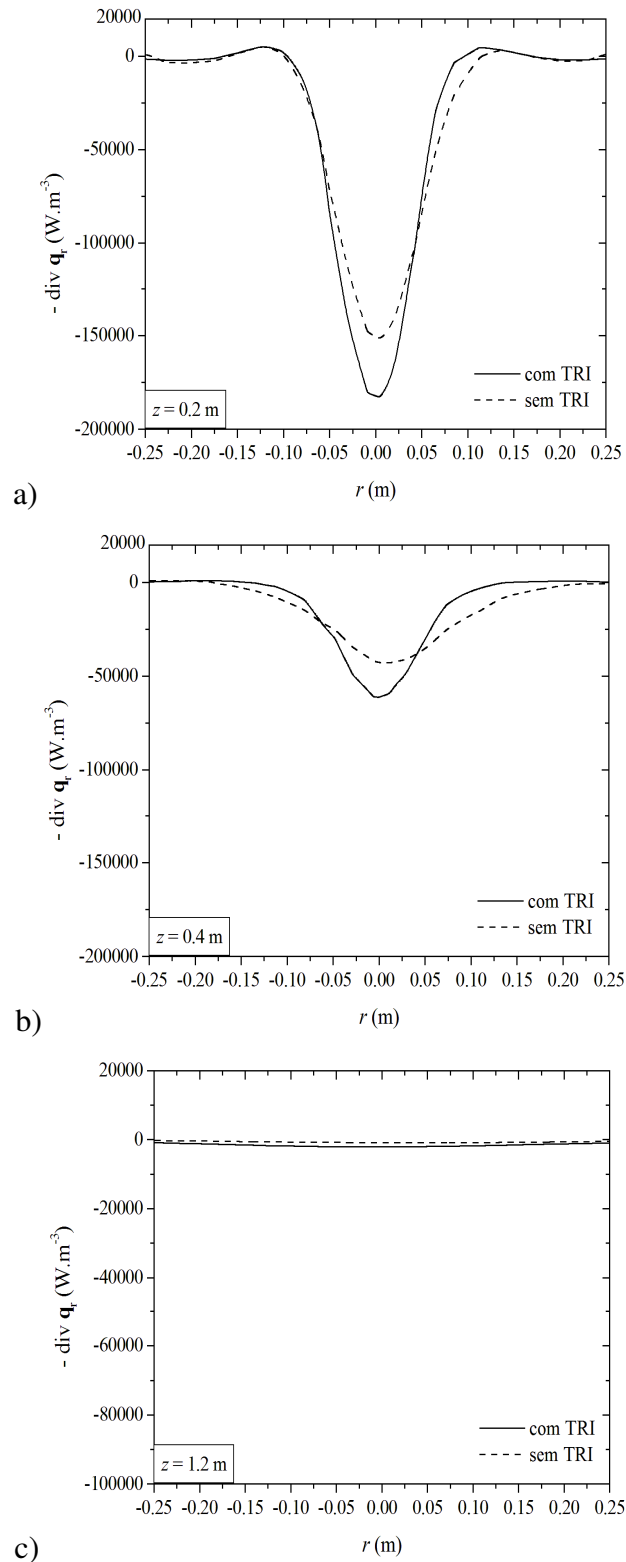 20000
0
-50000
-100000
-150000
-200000
- div qr (W.m-3)
com TRI
sem TRI
z = 0.2 m
-0.25 -0.20 -0.15 -0.10 -0.05 0.00 0.05 0.10 0.15 0.20 0.25
r (m)
a)
20000
0
-50000
-100000
-150000
-200000
- div qr (W.m-3)
com TRI
sem TRI
z = 0.4 m
-0.25 -0.20 -0.15 -0.10 -0.05 0.00 0.05 0.10 0.15 0.20 0.25
r (m)
b)
20000
0
-20000
-40000
-60000
-80000
-100000
- div qr (W.m-3)
com TRI
sem TRI
z = 1.2 m
-0.25 -0.20 -0.15 -0.10 -0.05 0.00 0.05 0.10 0.15 0.20 0.25
r (m)
c)